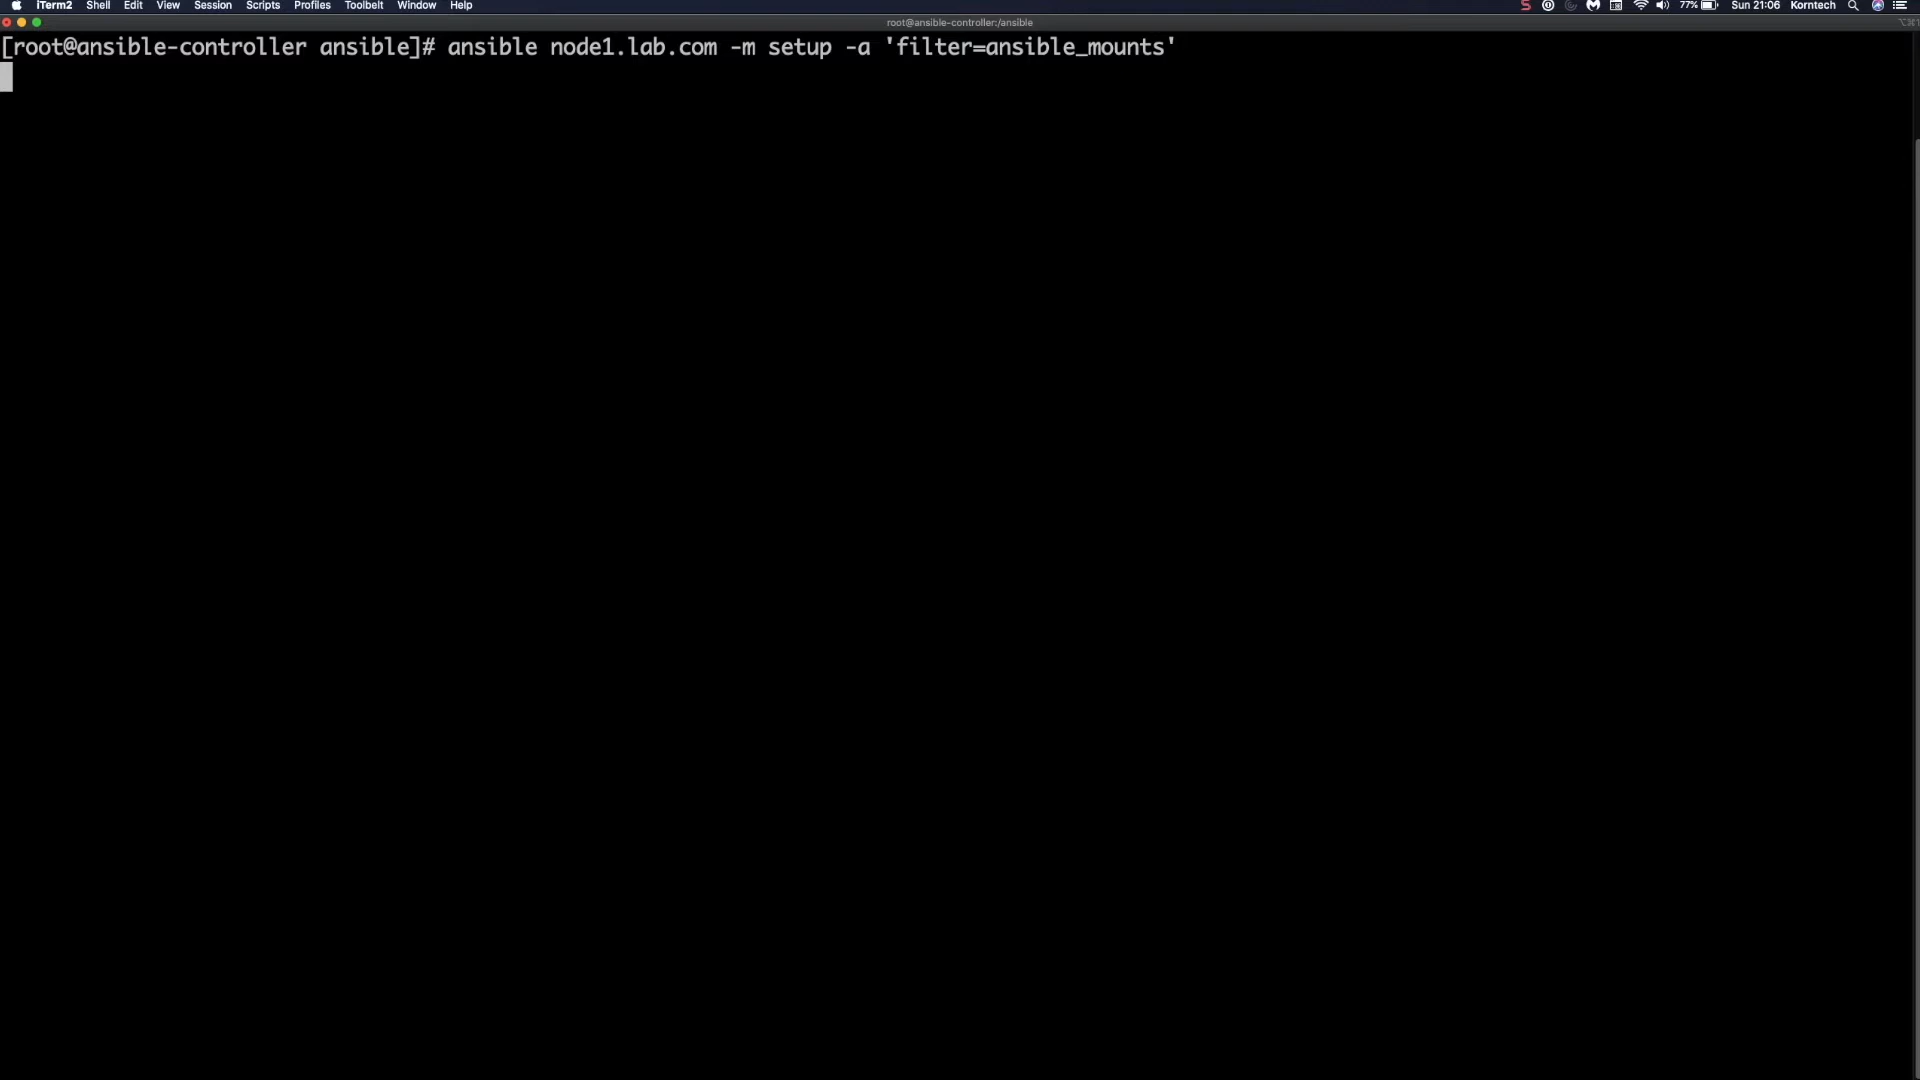 iTerm2 Shell Edit View Session Scripts Profiles Toolbelt Window Help 77% Sun 21:06 Korntech
root@ansible-controller:/ansible
[root@ansible-controller ansible]# ansible node1.lab.com -m setup -a 'filter=ansible_mounts'